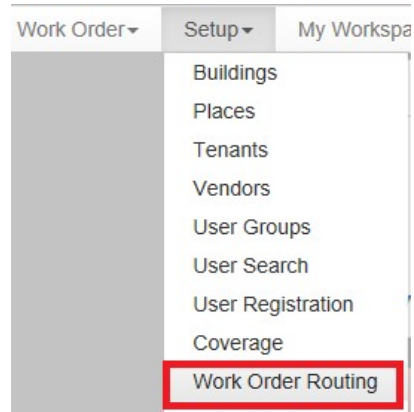 Work Order Setup My Workspa
Buildings
Places
Tenants
Vendors
User Groups
User Search
User Registration
Coverage
Work Order Routing